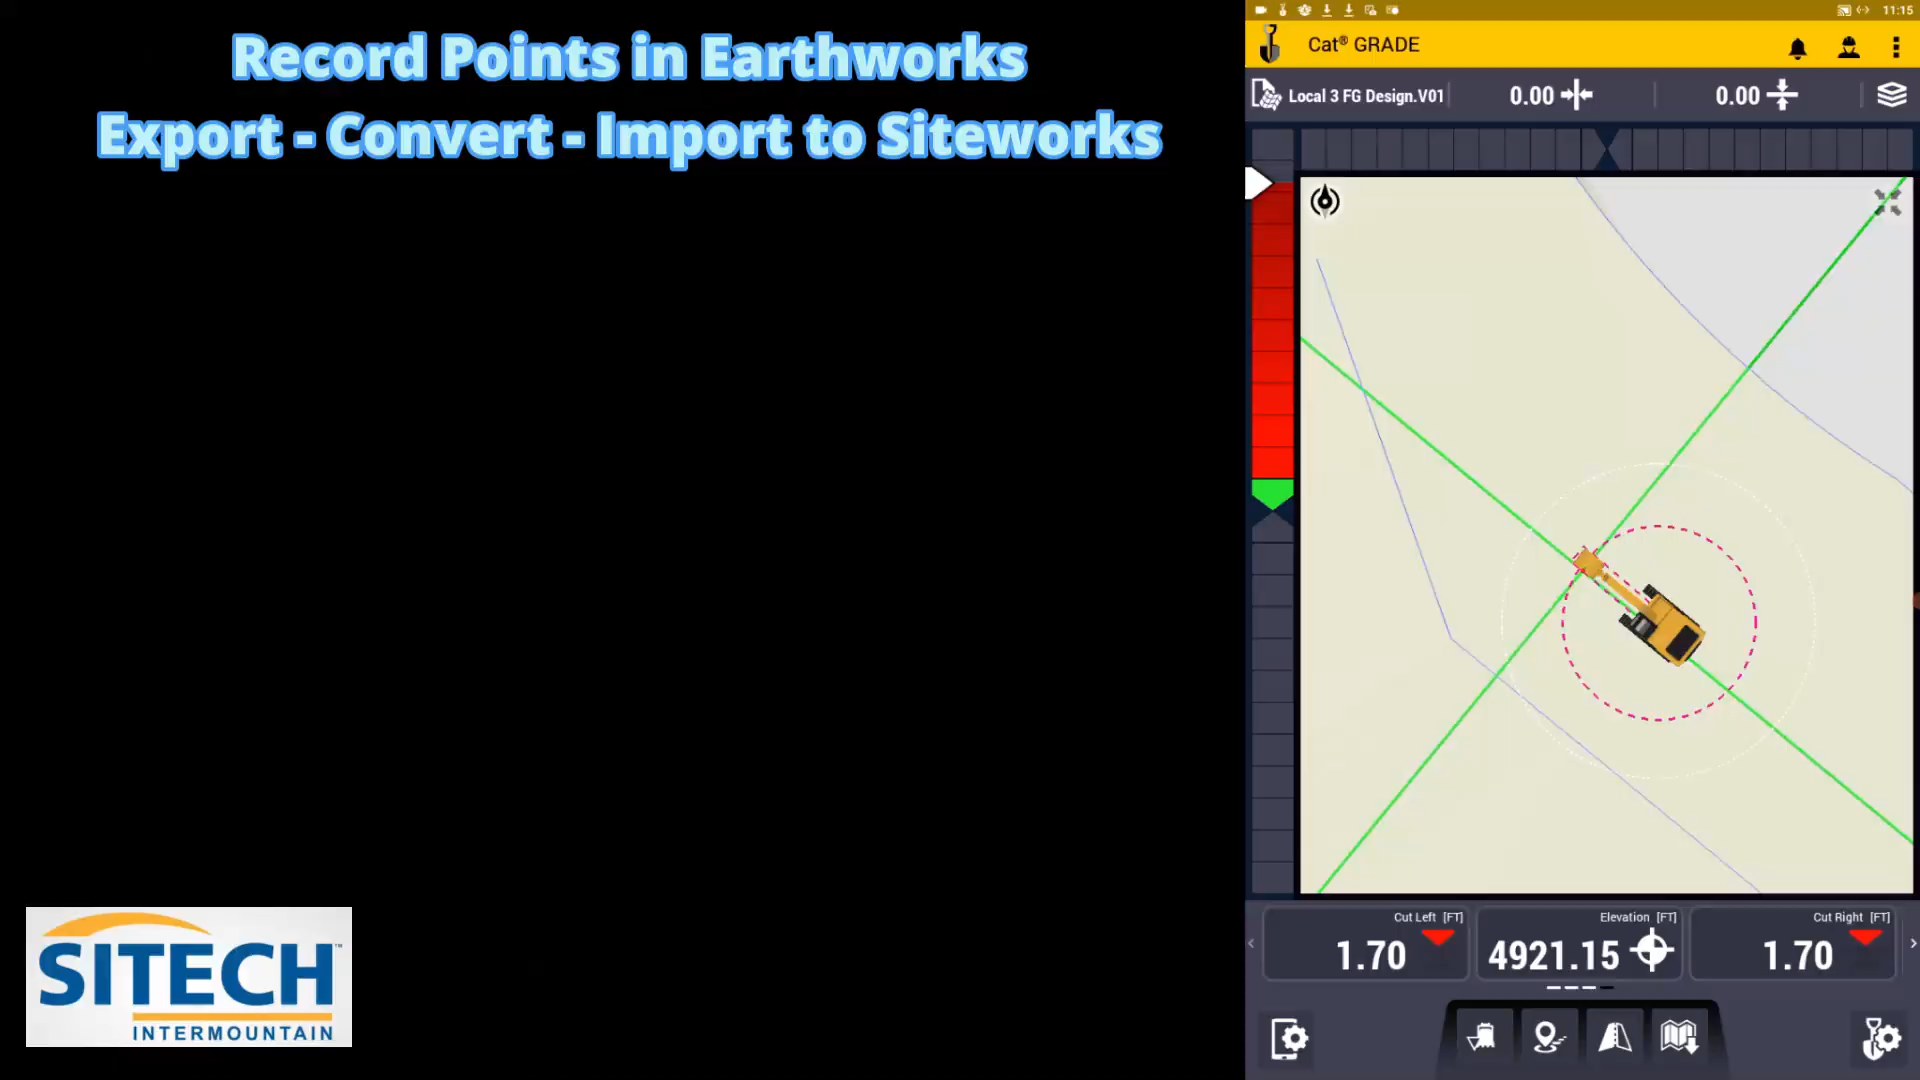 Record Points in Earthworks
Export - Convert - Import to Siteworks
SITECH™
INTERMOUNTAIN
11:15
Cat® GRADE
Local 3 FG Design.V01
0.00
0.00
Cut Left [FT]
1.70
Elevation [FT]
4921.15
Cut Right [FT]
1.70